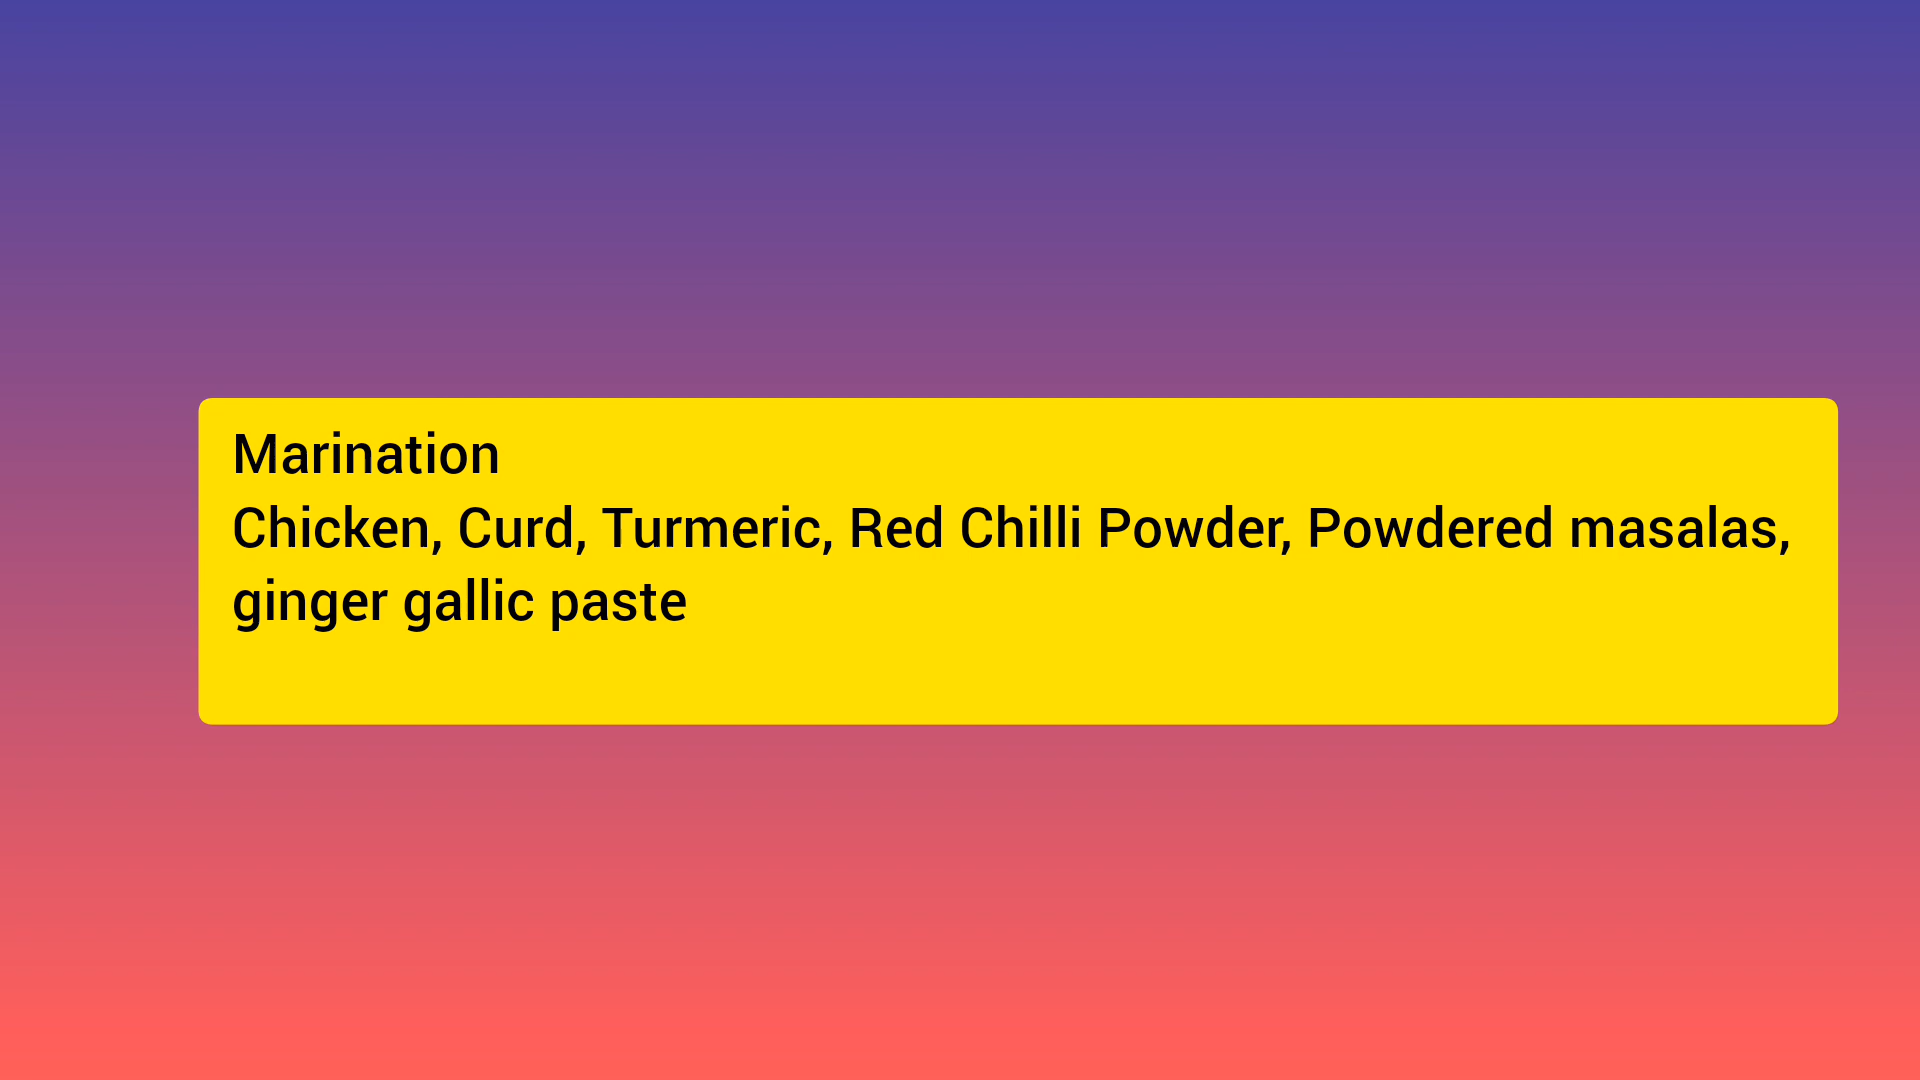 Marination
Chicken, Curd, Turmeric, Red Chilli Powder, Powdered masalas,
ginger gallic paste